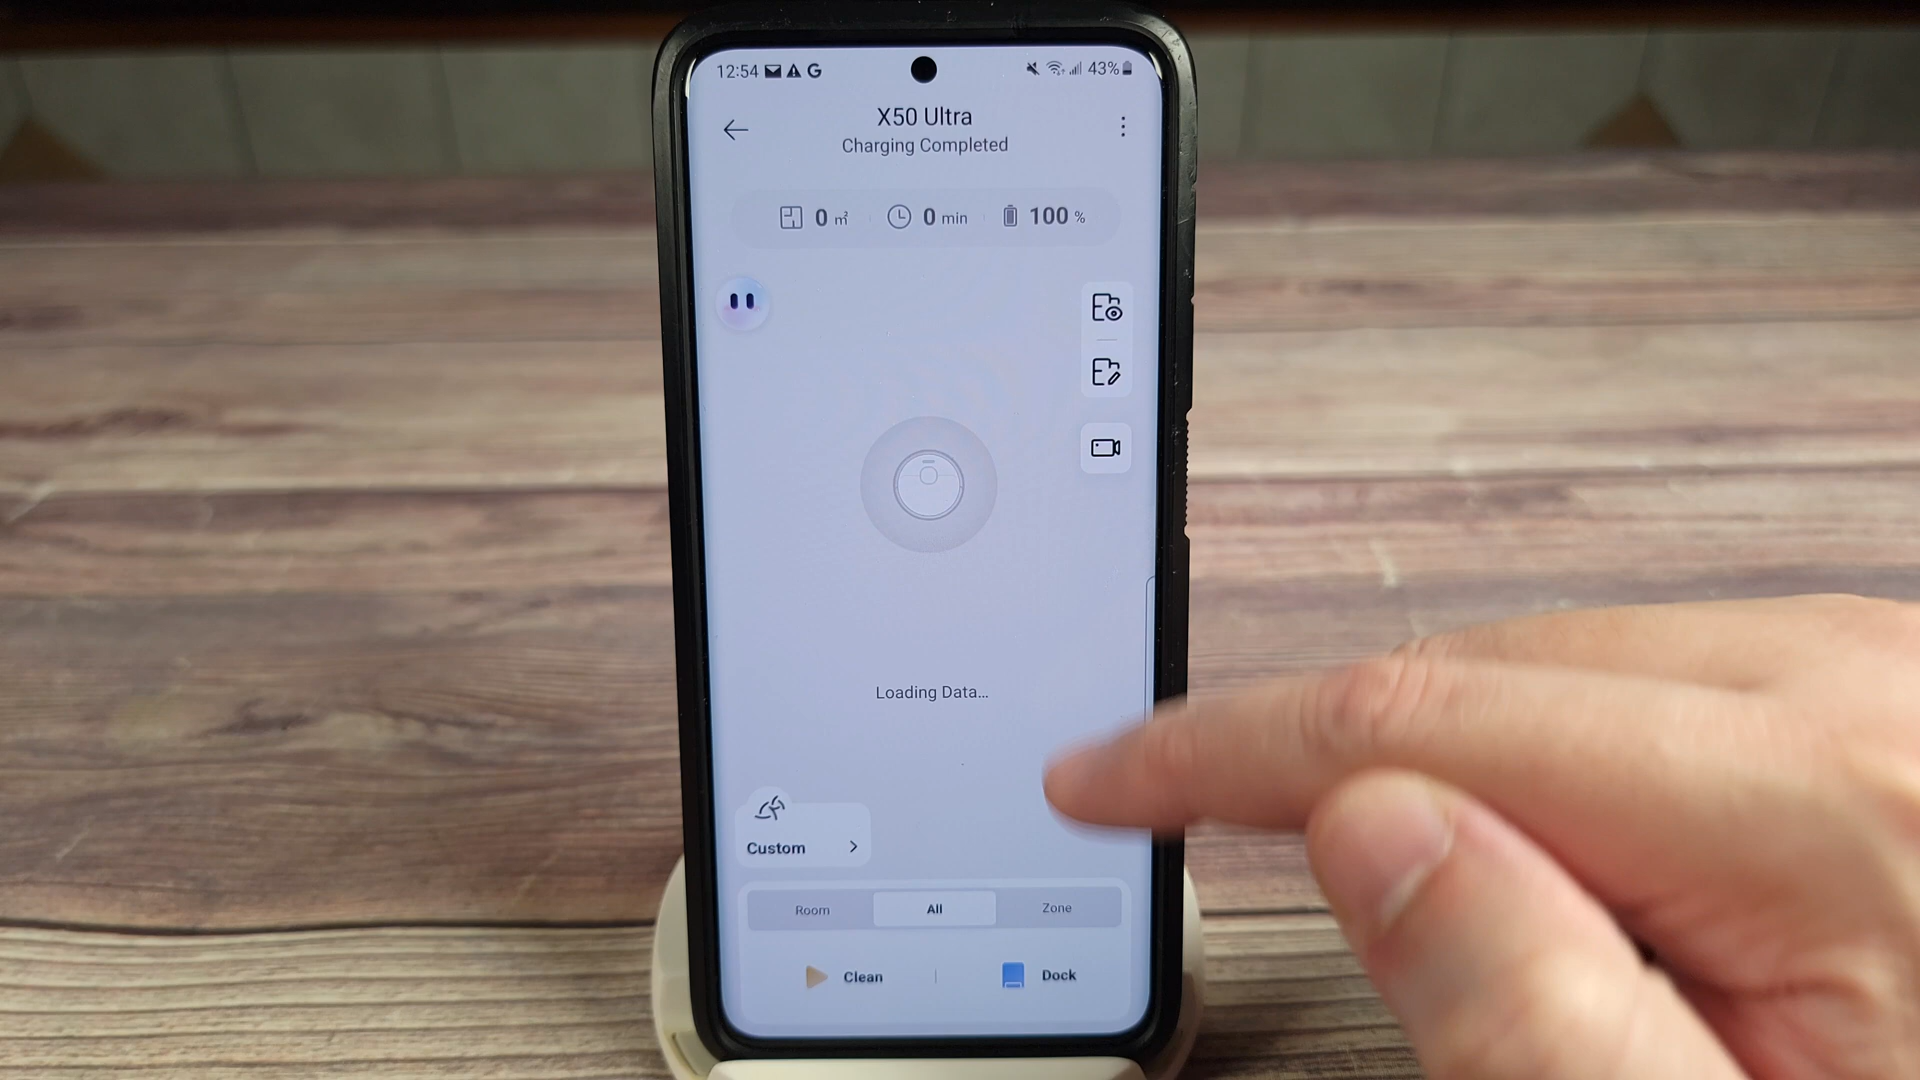 12:54 G 43%
X50 Ultra
Charging Completed
0 m² 0 min 100 %
Loading Data...
Custom
Room All Zone
Clean Dock